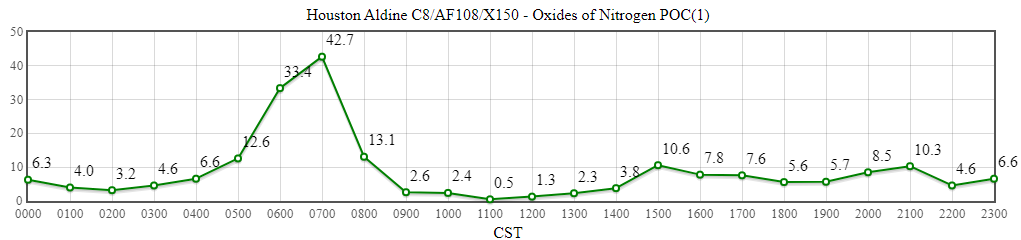 Houston Aldine C8/AF108/X150 - Oxides of Nitrogen POC(1)
50
40
30
20
10
0
6.3 4.0 3.2 4.6 6.6 12.6 33.4 42.7 13.1 2.6 2.4 0.5 1.3 2.3 3.8 10.6 7.8 7.6 5.6 5.7 8.5 10.3 4.6 6.6
0000 0100 0200 0300 0400 0500 0600 0700 0800 0900 1000 1100 1200 1300 1400 1500 1600 1700 1800 1900 2000 2100 2200 2300
CST